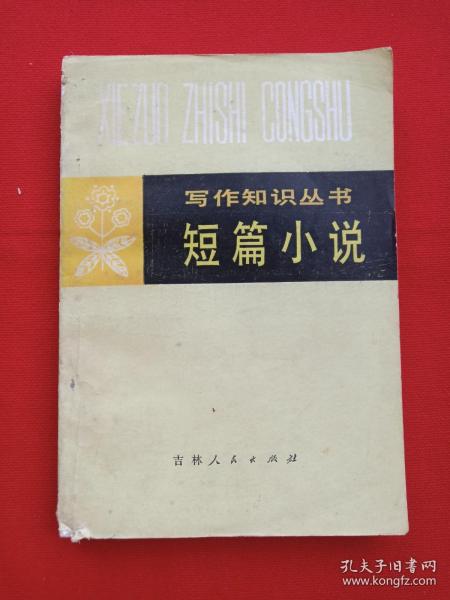 XIEZUO ZHISHI CONGSHU
写作知识丛书
短篇小说
吉林人民出版社
孔夫子旧书网
www.kongfz.com